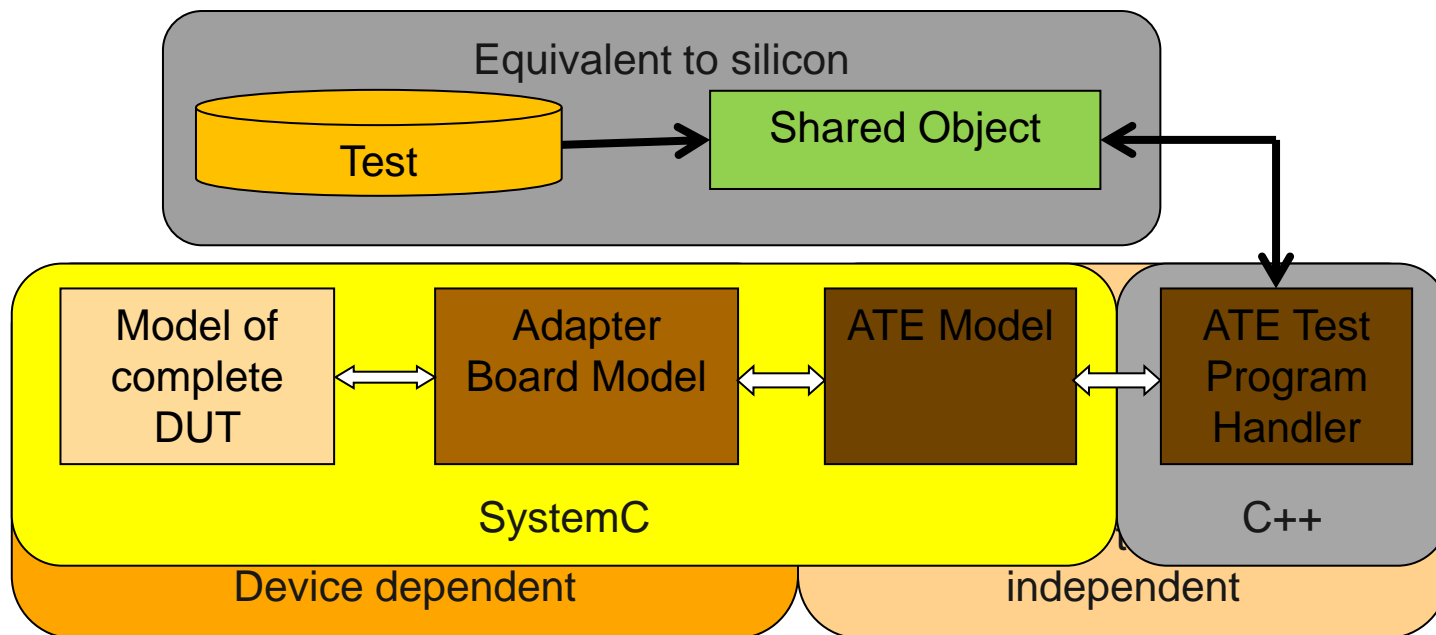 Equivalent to silicon
Test
Shared Object
Model of
complete
DUT
Adapter
Board Model
ATE Model
ATE Test
Program
Handler
SystemC
C++
Device dependent
independent